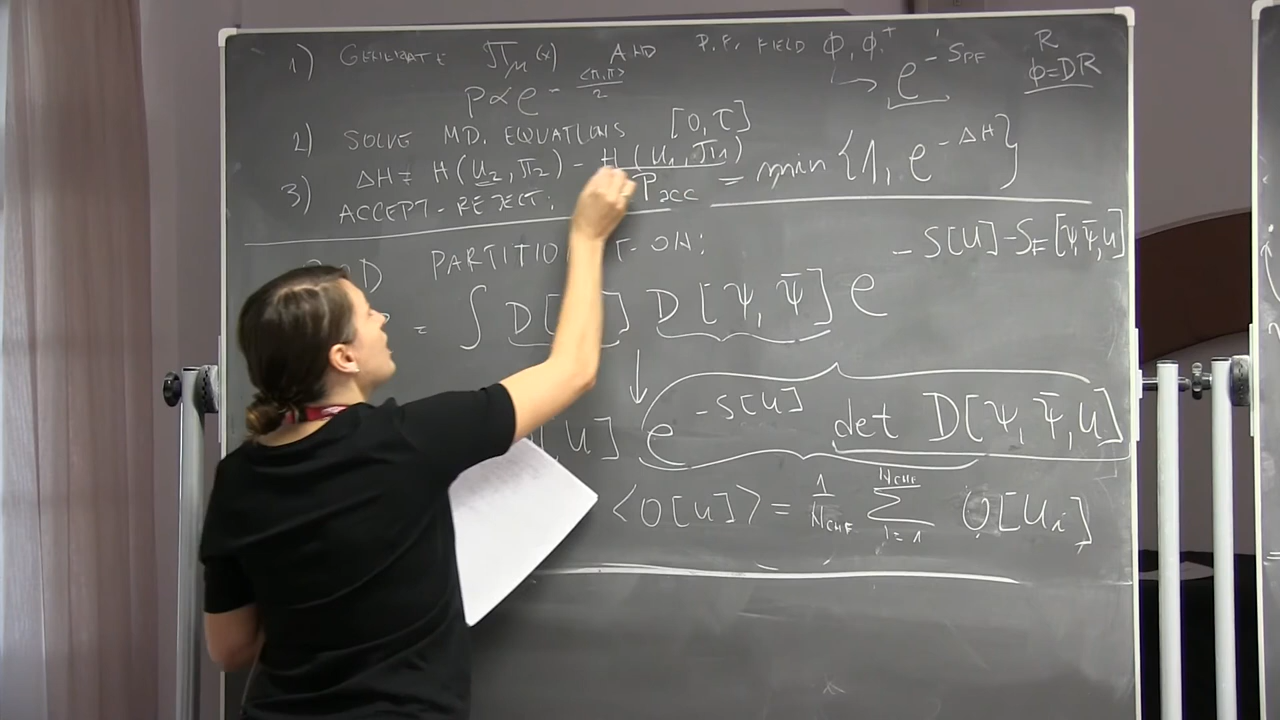 1) GENERATE π_μ(x) AND P.F. FIELD ϕ, ϕ⁺ → e^{-S_PF} R
P ∝ e^{-<π,π>/2} ϕ=DR
2) SOLVE MD. EQUATIONS [0, τ]
ΔH = H(U_2, π_2) - H(U_1, π_1)
3) ACCEPT-REJECT: P_acc = min {1, e^{-ΔH}}
PARTITION
= ∫ D[ ] D[ψ, ψ̄] e^{-S[U]-S_F[ψ,ψ̄,U]}
U] e^{-S[U]} det D[ψ, ψ̄, U]
<O[U]> = 1/N_CNF Σ_{i=1}^{N_CNF} O[U_i]